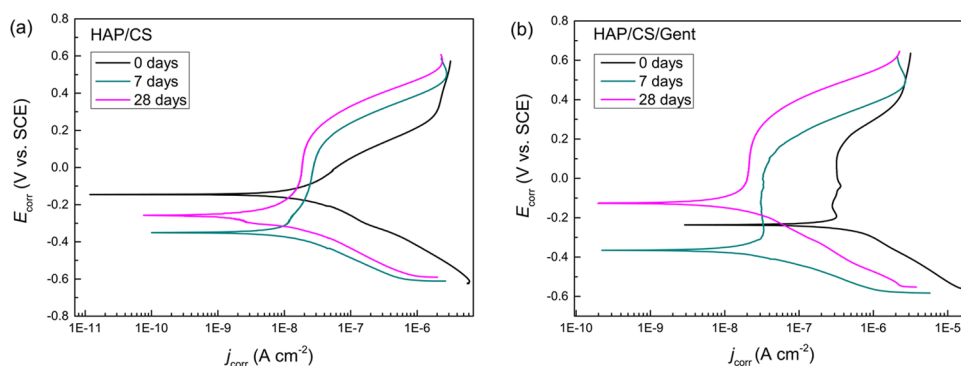 (a)
HAP/CS
0 days
7 days
28 days
E_corr (V vs. SCE)
0.8
0.6
0.4
0.2
0.0
-0.2
-0.4
-0.6
-0.8
1E-11 1E-10 1E-9 1E-8 1E-7 1E-6
j_corr (A cm⁻²)
(b)
HAP/CS/Gent
0 days
7 days
28 days
E_corr (V vs. SCE)
0.8
0.6
0.4
0.2
0.0
-0.2
-0.4
-0.6
1E-10 1E-9 1E-8 1E-7 1E-6 1E-5
j_corr (A cm⁻²)